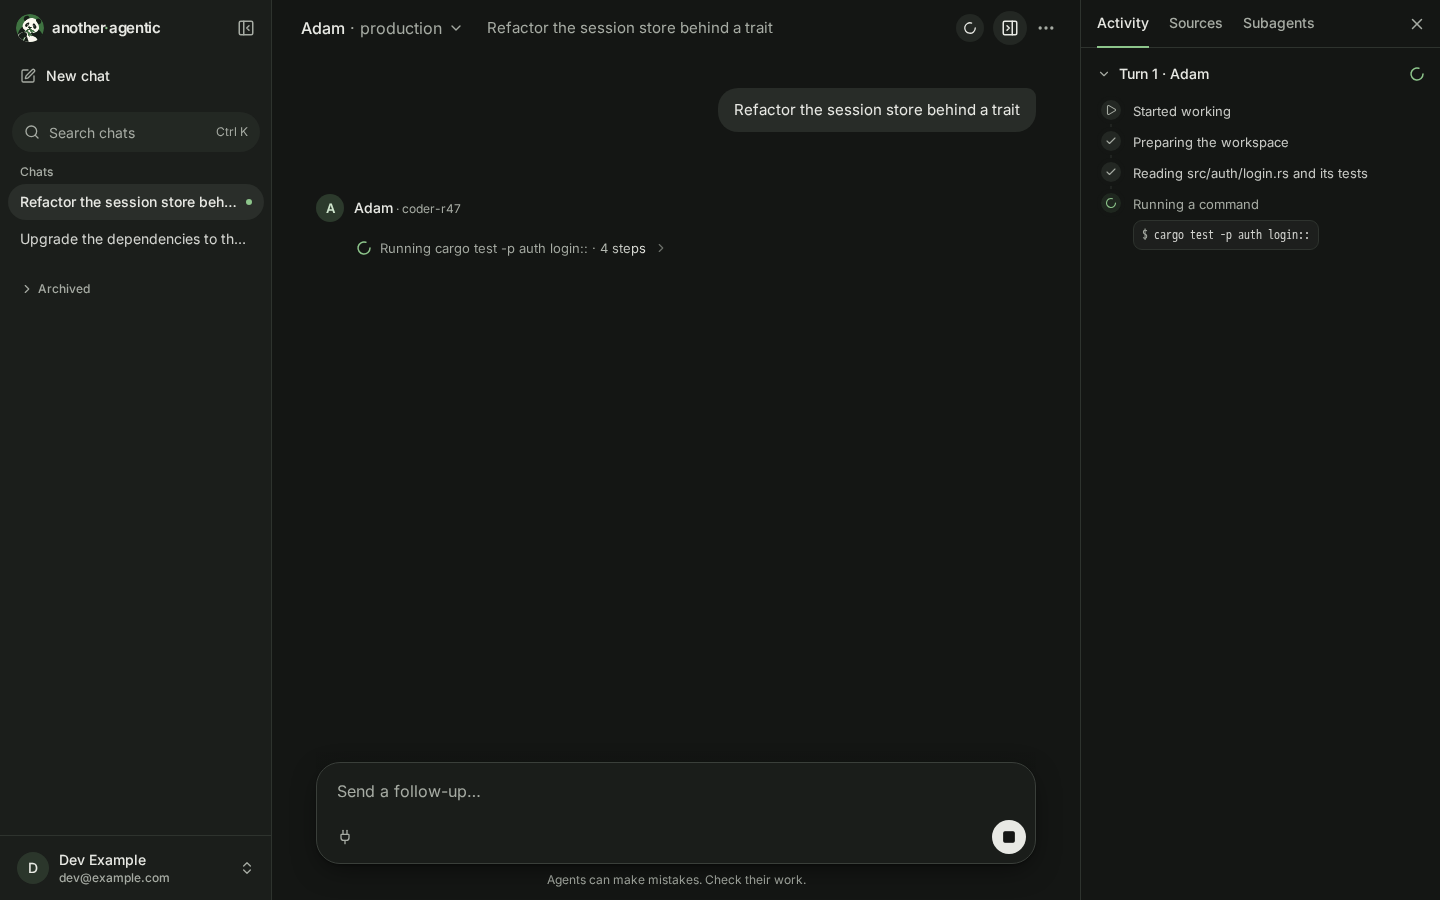 another·agentic
New chat
Search chats Ctrl K
Chats
Refactor the session store beh...
Upgrade the dependencies to th...
Archived
D
Dev Example
dev@example.com
Adam · production
Refactor the session store behind a trait
Refactor the session store behind a trait
A
Adam · coder-r47
Running cargo test -p auth login:: · 4 steps
Send a follow-up...
Agents can make mistakes. Check their work.
Activity Sources Subagents
Turn 1 · Adam
Started working
Preparing the workspace
Reading src/auth/login.rs and its tests
Running a command
$ cargo test -p auth login::